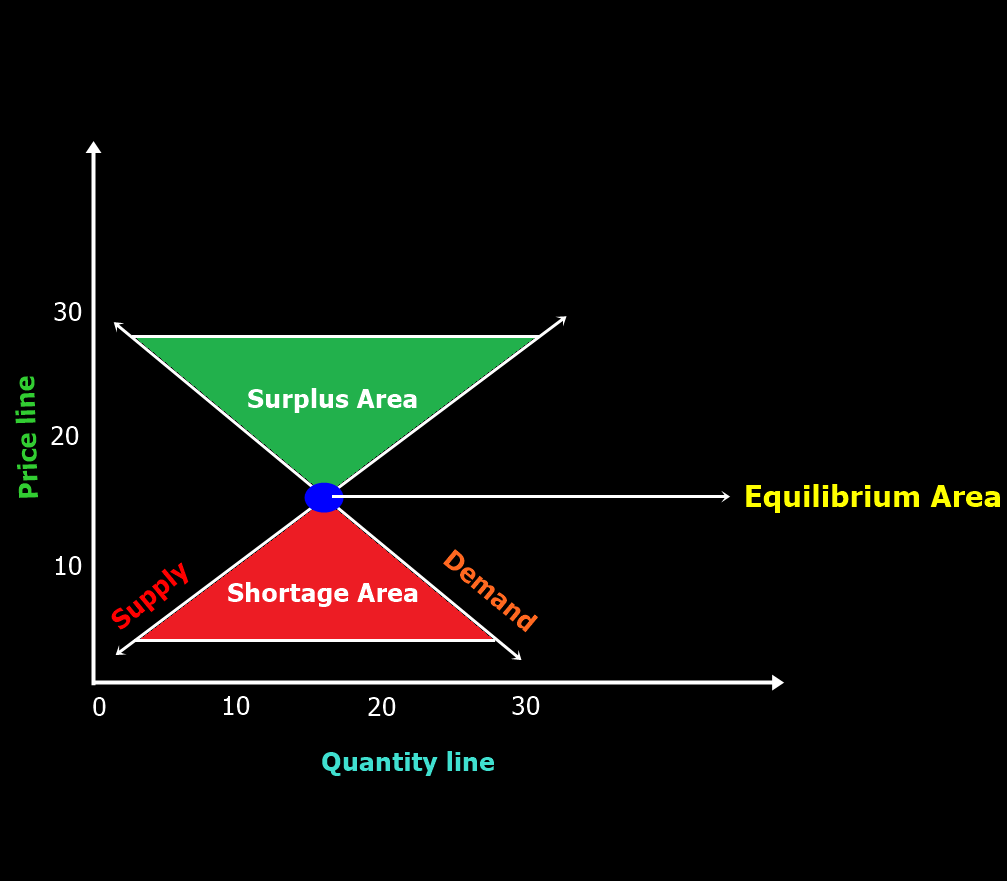 30
Surplus Area
20
Price line
Equilibrium Area
10
Supply
Shortage Area
Demand
0
10
20
30
Quantity line